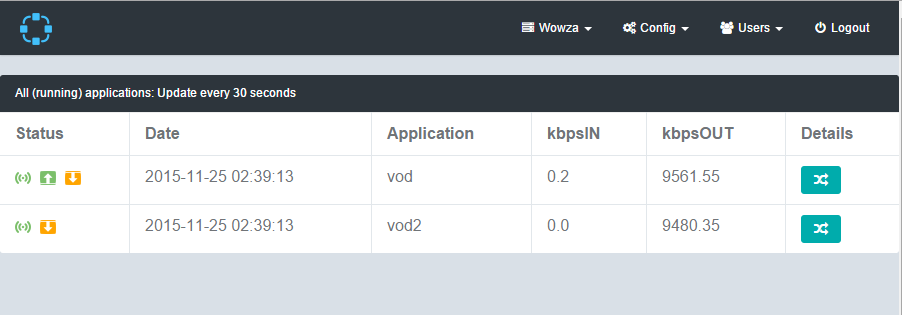 Wowza Config Users Logout
All (running) applications: Update every 30 seconds
Status Date Application kbpsIN kbpsOUT Details
2015-11-25 02:39:13 vod 0.2 9561.55
2015-11-25 02:39:13 vod2 0.0 9480.35